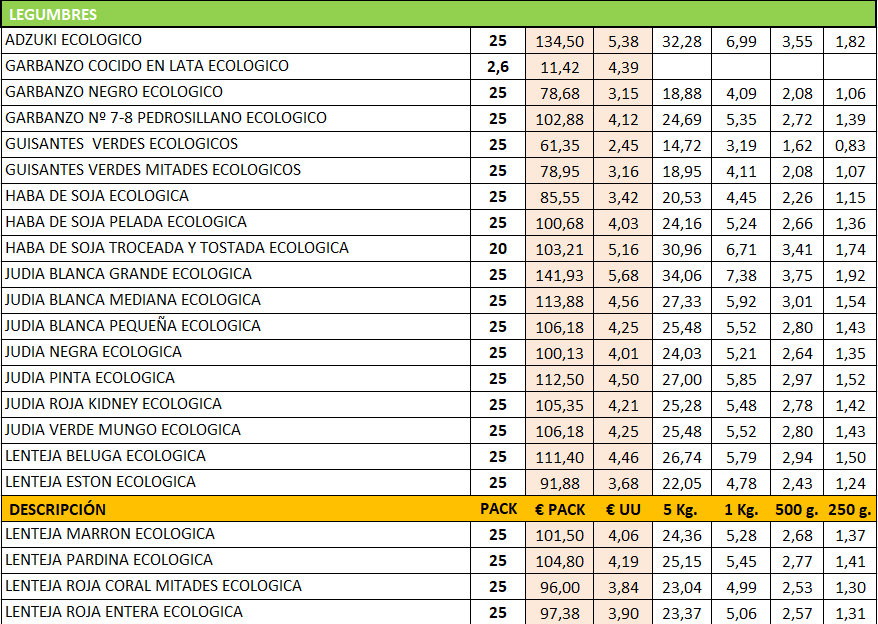 LEGUMBRES
ADZUKI ECOLOGICO 25 134,50 5,38 32,28 6,99 3,55 1,82
GARBANZO COCIDO EN LATA ECOLOGICO 2,6 11,42 4,39
GARBANZO NEGRO ECOLOGICO 25 78,68 3,15 18,88 4,09 2,08 1,06
GARBANZO Nº 7-8 PEDROSILLANO ECOLOGICO 25 102,88 4,12 24,69 5,35 2,72 1,39
GUISANTES VERDES ECOLOGICOS 25 61,35 2,45 14,72 3,19 1,62 0,83
GUISANTES VERDES MITADES ECOLOGICOS 25 78,95 3,16 18,95 4,11 2,08 1,07
HABA DE SOJA ECOLOGICA 25 85,55 3,42 20,53 4,45 2,26 1,15
HABA DE SOJA PELADA ECOLOGICA 25 100,68 4,03 24,16 5,24 2,66 1,36
HABA DE SOJA TROCEADA Y TOSTADA ECOLOGICA 20 103,21 5,16 30,96 6,71 3,41 1,74
JUDIA BLANCA GRANDE ECOLOGICA 25 141,93 5,68 34,06 7,38 3,75 1,92
JUDIA BLANCA MEDIANA ECOLOGICA 25 113,88 4,56 27,33 5,92 3,01 1,54
JUDIA BLANCA PEQUEÑA ECOLOGICA 25 106,18 4,25 25,48 5,52 2,80 1,43
JUDIA NEGRA ECOLOGICA 25 100,13 4,01 24,03 5,21 2,64 1,35
JUDIA PINTA ECOLOGICA 25 112,50 4,50 27,00 5,85 2,97 1,52
JUDIA ROJA KIDNEY ECOLOGICA 25 105,35 4,21 25,28 5,48 2,78 1,42
JUDIA VERDE MUNGO ECOLOGICA 25 106,18 4,25 25,48 5,52 2,80 1,43
LENTEJA BELUGA ECOLOGICA 25 111,40 4,46 26,74 5,79 2,94 1,50
LENTEJA ESTON ECOLOGICA 25 91,88 3,68 22,05 4,78 2,43 1,24
DESCRIPCIÓN PACK € PACK € UU 5 Kg. 1 Kg. 500 g. 250 g.
LENTEJA MARRON ECOLOGICA 25 101,50 4,06 24,36 5,28 2,68 1,37
LENTEJA PARDINA ECOLOGICA 25 104,80 4,19 25,15 5,45 2,77 1,41
LENTEJA ROJA CORAL MITADES ECOLOGICA 25 96,00 3,84 23,04 4,99 2,53 1,30
LENTEJA ROJA ENTERA ECOLOGICA 25 97,38 3,90 23,37 5,06 2,57 1,31